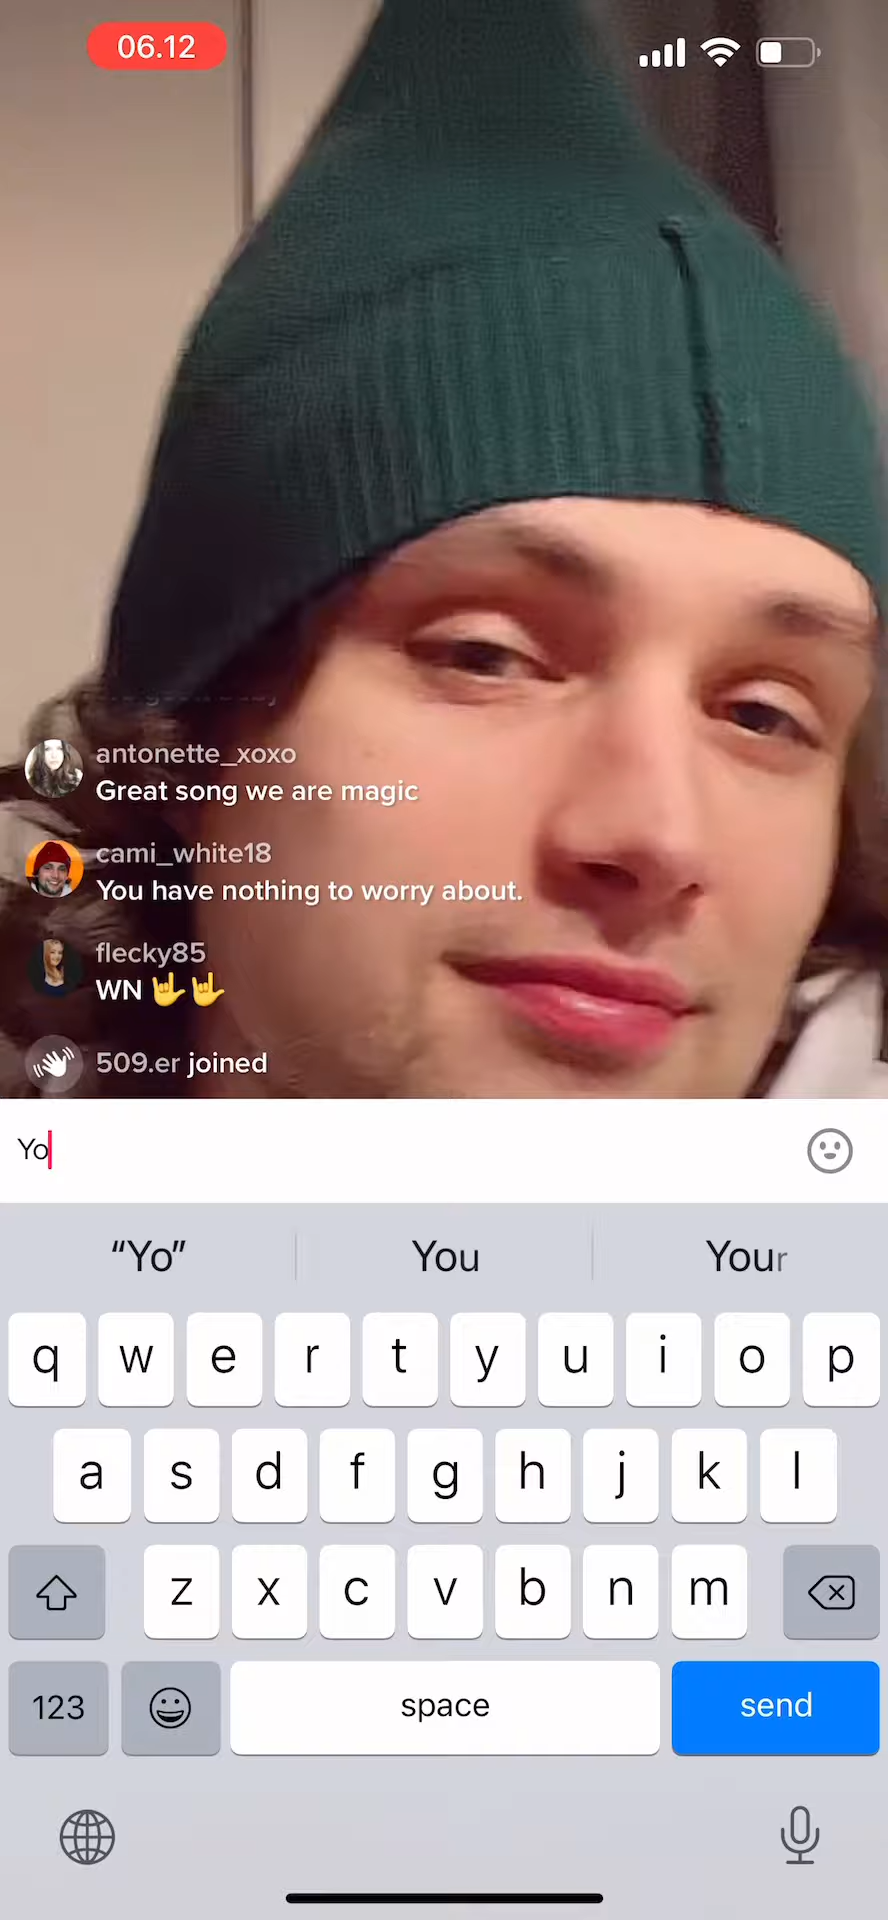 06.12
antonette_xoxo
Great song we are magic
cami_white18
You have nothing to worry about.
flecky85
WN 🤟🤟
509.er joined
Yo
“Yo” You Your
q w e r t y u i o p
a s d f g h j k l
z x c v b n m
123 space send